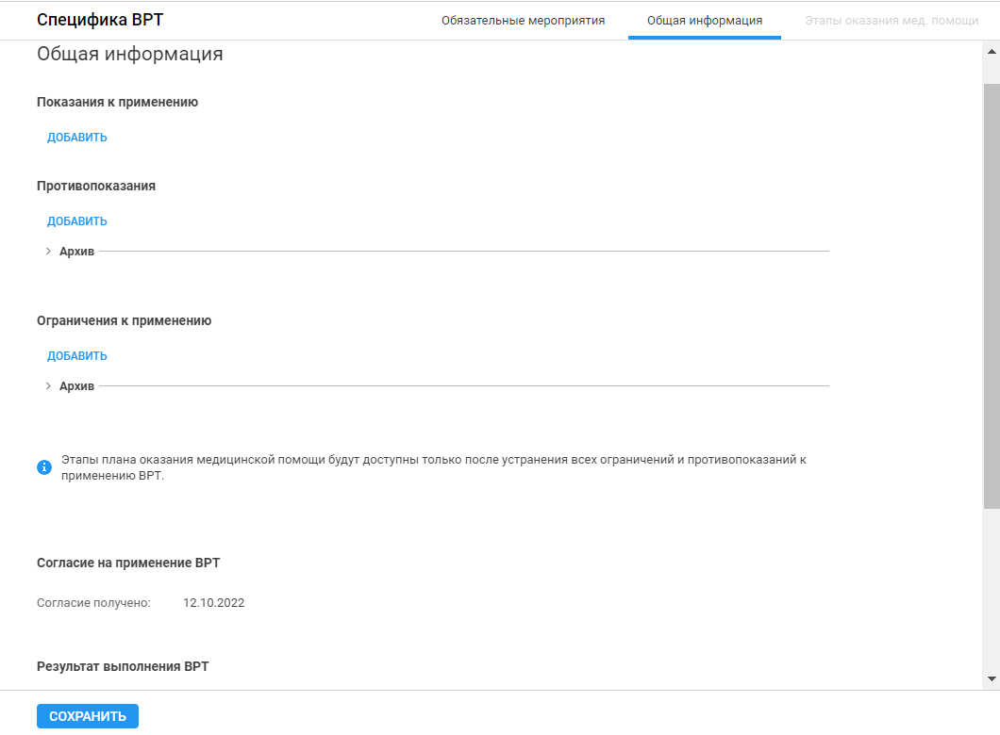 Специфика ВРТ
Обязательные мероприятия
Общая информация
Этапы оказания мед. помощи
Общая информация
Показания к применению
ДОБАВИТЬ
Противопоказания
ДОБАВИТЬ
Архив
Ограничения к применению
ДОБАВИТЬ
Архив
Этапы плана оказания медицинской помощи будут доступны только после устранения всех ограничений и противопоказаний к
применению ВРТ.
Согласие на применение ВРТ
Согласие получено: 12.10.2022
Результат выполнения ВРТ
СОХРАНИТЬ